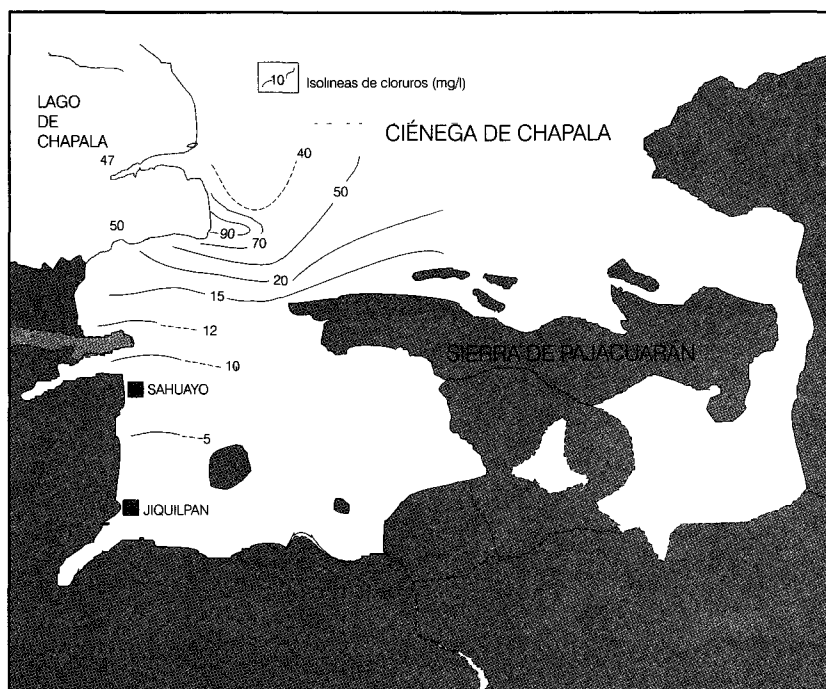 10
Isolíneas de cloruros (mg/l)
LAGO
DE
CHAPALA
CIÉNEGA DE CHAPALA
47
40
50
50
90
70
20
15
12
SIERRA DE PAJACUARÁN
10
SAHUAYO
5
JIQUILPAN